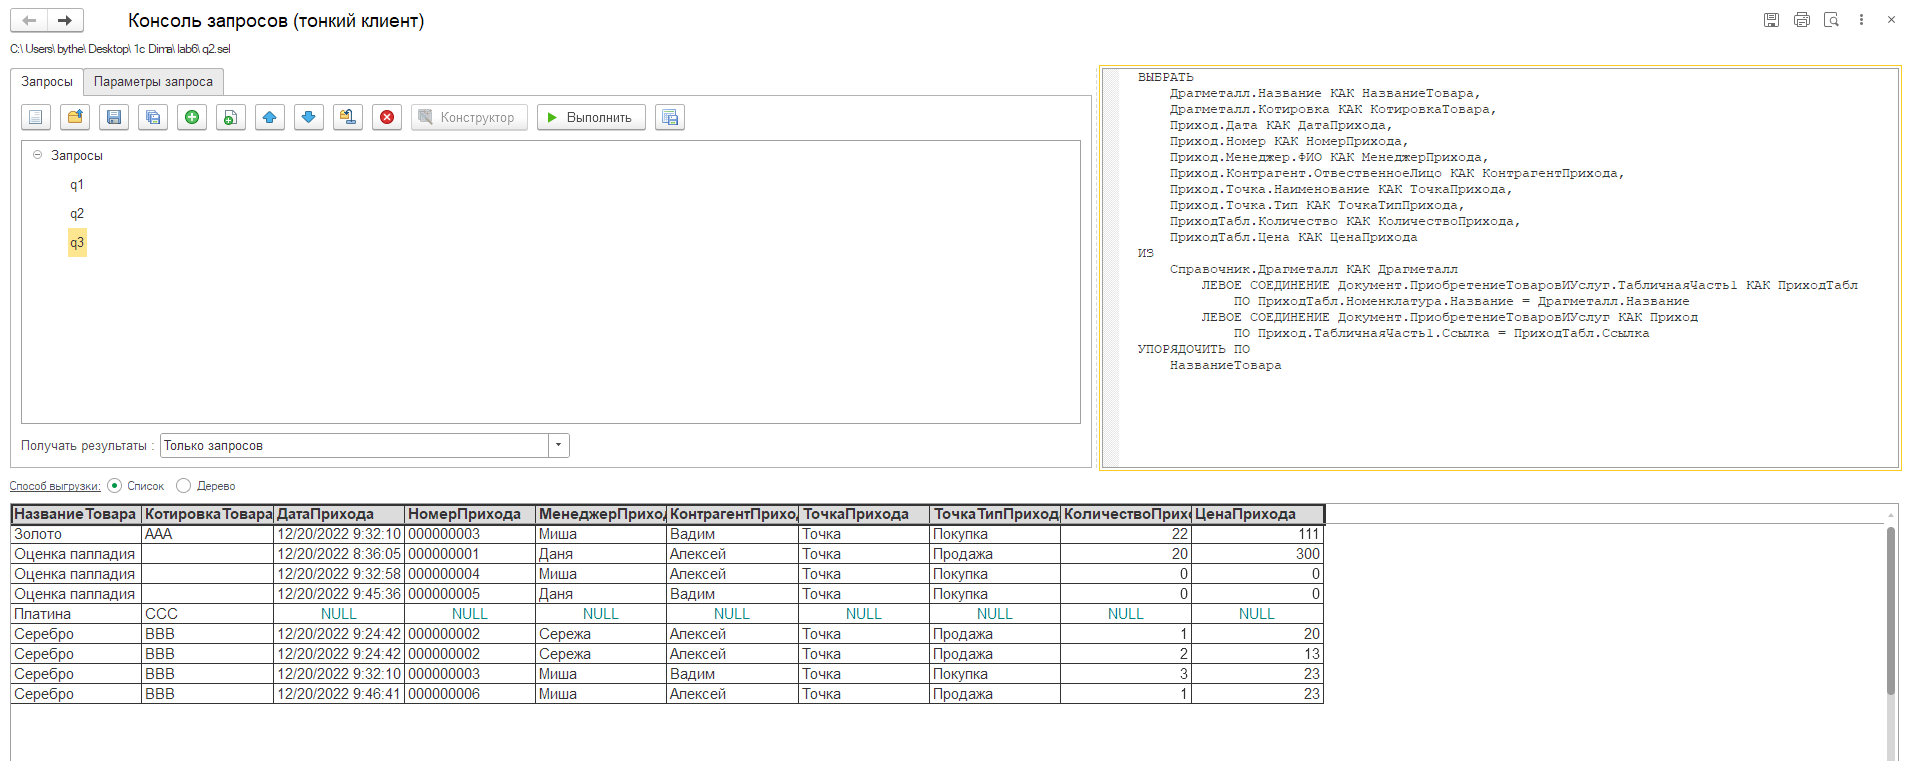 Консоль запросов (тонкий клиент)
C:\ Users\ bythe\ Desktop\ 1c Dima\ lab6\ q2.sel
Запросы
Параметры запроса
Конструктор
Выполнить
Запросы
q1
q2
q3
Получать результаты :
Только запросов
ВЫБРАТЬ
Драгметалл.Название КАК НазваниеТовара,
Драгметалл.Котировка КАК КотировкаТовара,
Приход.Дата КАК ДатаПрихода,
Приход.Номер КАК НомерПрихода,
Приход.Менеджер.ФИО КАК МенеджерПрихода,
Приход.Контрагент.ОтвественноеЛицо КАК КонтрагентПрихода,
Приход.Точка.Наименование КАК ТочкаПрихода,
Приход.Точка.Тип КАК ТочкаТипПрихода,
ПриходТабл.Количество КАК КоличествоПрихода,
ПриходТабл.Цена КАК ЦенаПрихода
ИЗ
Справочник.Драгметалл КАК Драгметалл
ЛЕВОЕ СОЕДИНЕНИЕ Документ.ПриобретениеТоваровИУслуг.ТабличнаяЧасть1 КАК ПриходТабл
ПО ПриходТабл.Номенклатура.Название = Драгметалл.Название
ЛЕВОЕ СОЕДИНЕНИЕ Документ.ПриобретениеТоваровИУслуг КАК Приход
ПО Приход.ТабличнаяЧасть1.Ссылка = ПриходТабл.Ссылка
УПОРЯДОЧИТЬ ПО
НазваниеТовара
Способ выгрузки: Список Дерево
НазваниеТовара КотировкаТовара ДатаПрихода НомерПрихода МенеджерПриход КонтрагентПриход ТочкаПрихода ТочкаТипПриход КоличествоПрихо ЦенаПрихода
Золото AAA 12/20/2022 9:32:10 000000003 Миша Вадим Точка Покупка 22 111
Оценка палладия 12/20/2022 8:36:05 000000001 Даня Алексей Точка Продажа 20 300
Оценка палладия 12/20/2022 9:32:58 000000004 Миша Алексей Точка Покупка 0 0
Оценка палладия 12/20/2022 9:45:36 000000005 Даня Вадим Точка Покупка 0 0
Платина CCC NULL NULL NULL NULL NULL NULL NULL NULL
Серебро BBB 12/20/2022 9:24:42 000000002 Сережа Алексей Точка Продажа 1 20
Серебро BBB 12/20/2022 9:24:42 000000002 Сережа Алексей Точка Продажа 2 13
Серебро BBB 12/20/2022 9:32:10 000000003 Миша Вадим Точка Покупка 3 23
Серебро BBB 12/20/2022 9:46:41 000000006 Миша Алексей Точка Продажа 1 23